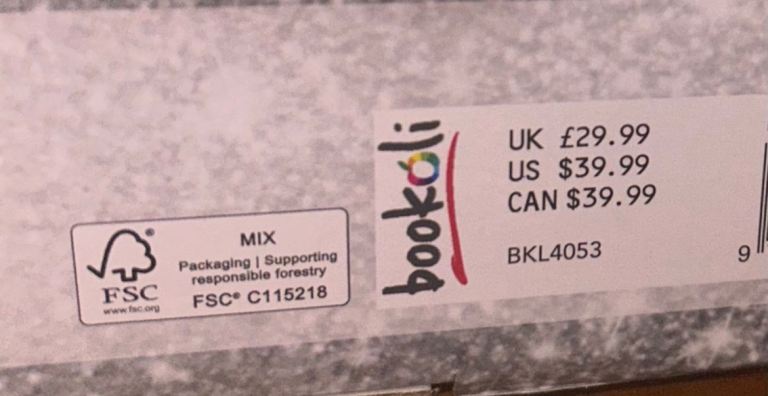 FSC®
www.fsc.org
MIX
Packaging | Supporting
responsible forestry
FSC® C115218
bookoli
UK £29.99
US $39.99
CAN $39.99
BKL4053
9